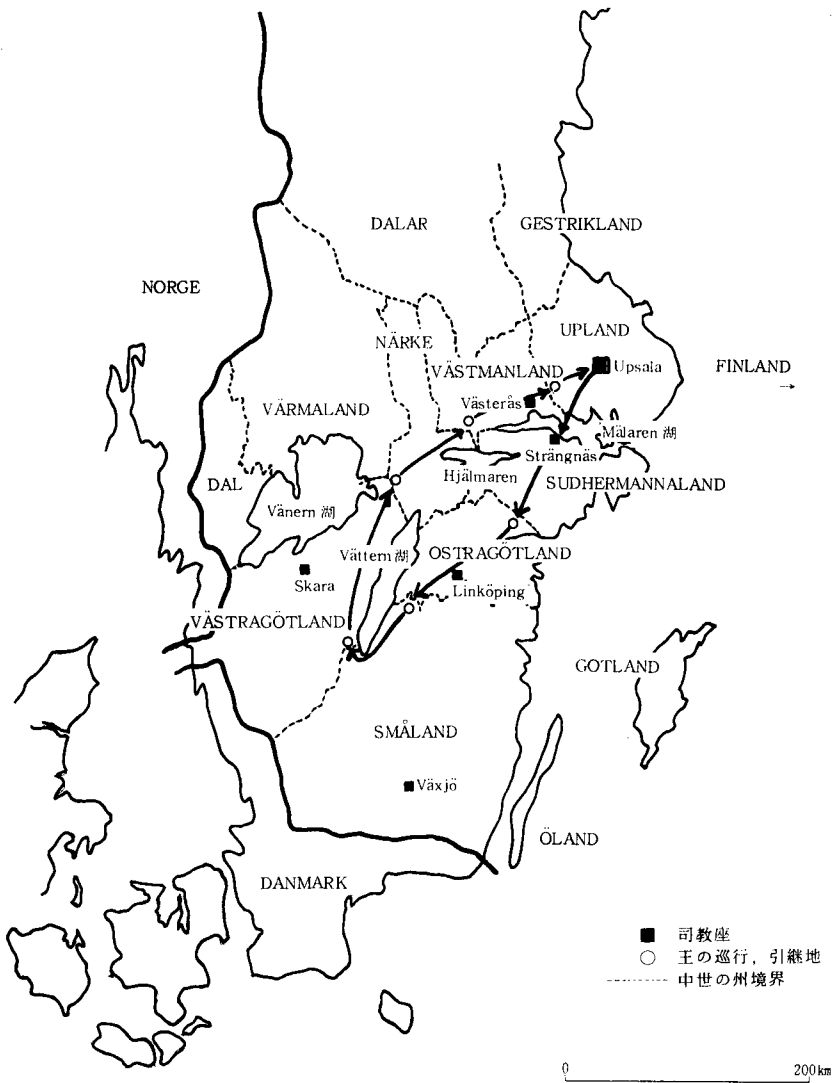 DALAR
GESTRIKLAND
NORGE
UPLAND
NÄRKE
Upsala
FINLAND
VÄSTMANLAND
Västerås
VÄRMALAND
Mälaren 湖
Strängnäs
Hjälmaren
DAL
SUDHERMANNALAND
Vänern 湖
Vättern 湖
OSTRAGÖTLAND
Skara
Linköping
VÄSTRAGÖTLAND
GOTLAND
SMÅLAND
Växjö
ÖLAND
DANMARK
司教座
王の巡行，引継地
中世の州境界
0 200km